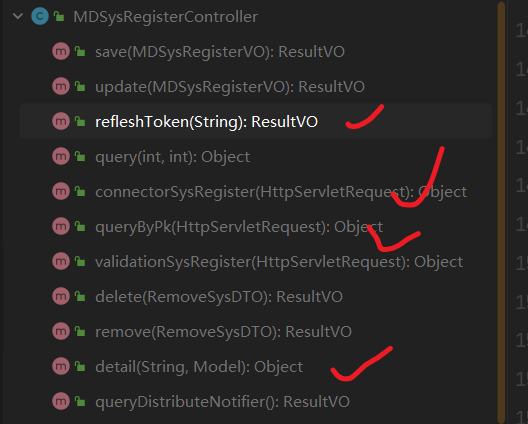 MDSysRegisterController
save(MDSysRegisterVO): ResultVO
update(MDSysRegisterVO): ResultVO
refleshToken(String): ResultVO
query(int, int): Object
connectorSysRegister(HttpServletRequest): Object
queryByPk(HttpServletRequest): Object
validationSysRegister(HttpServletRequest): Object
delete(RemoveSysDTO): ResultVO
remove(RemoveSysDTO): ResultVO
detail(String, Model): Object
queryDistributeNotifier(): ResultVO